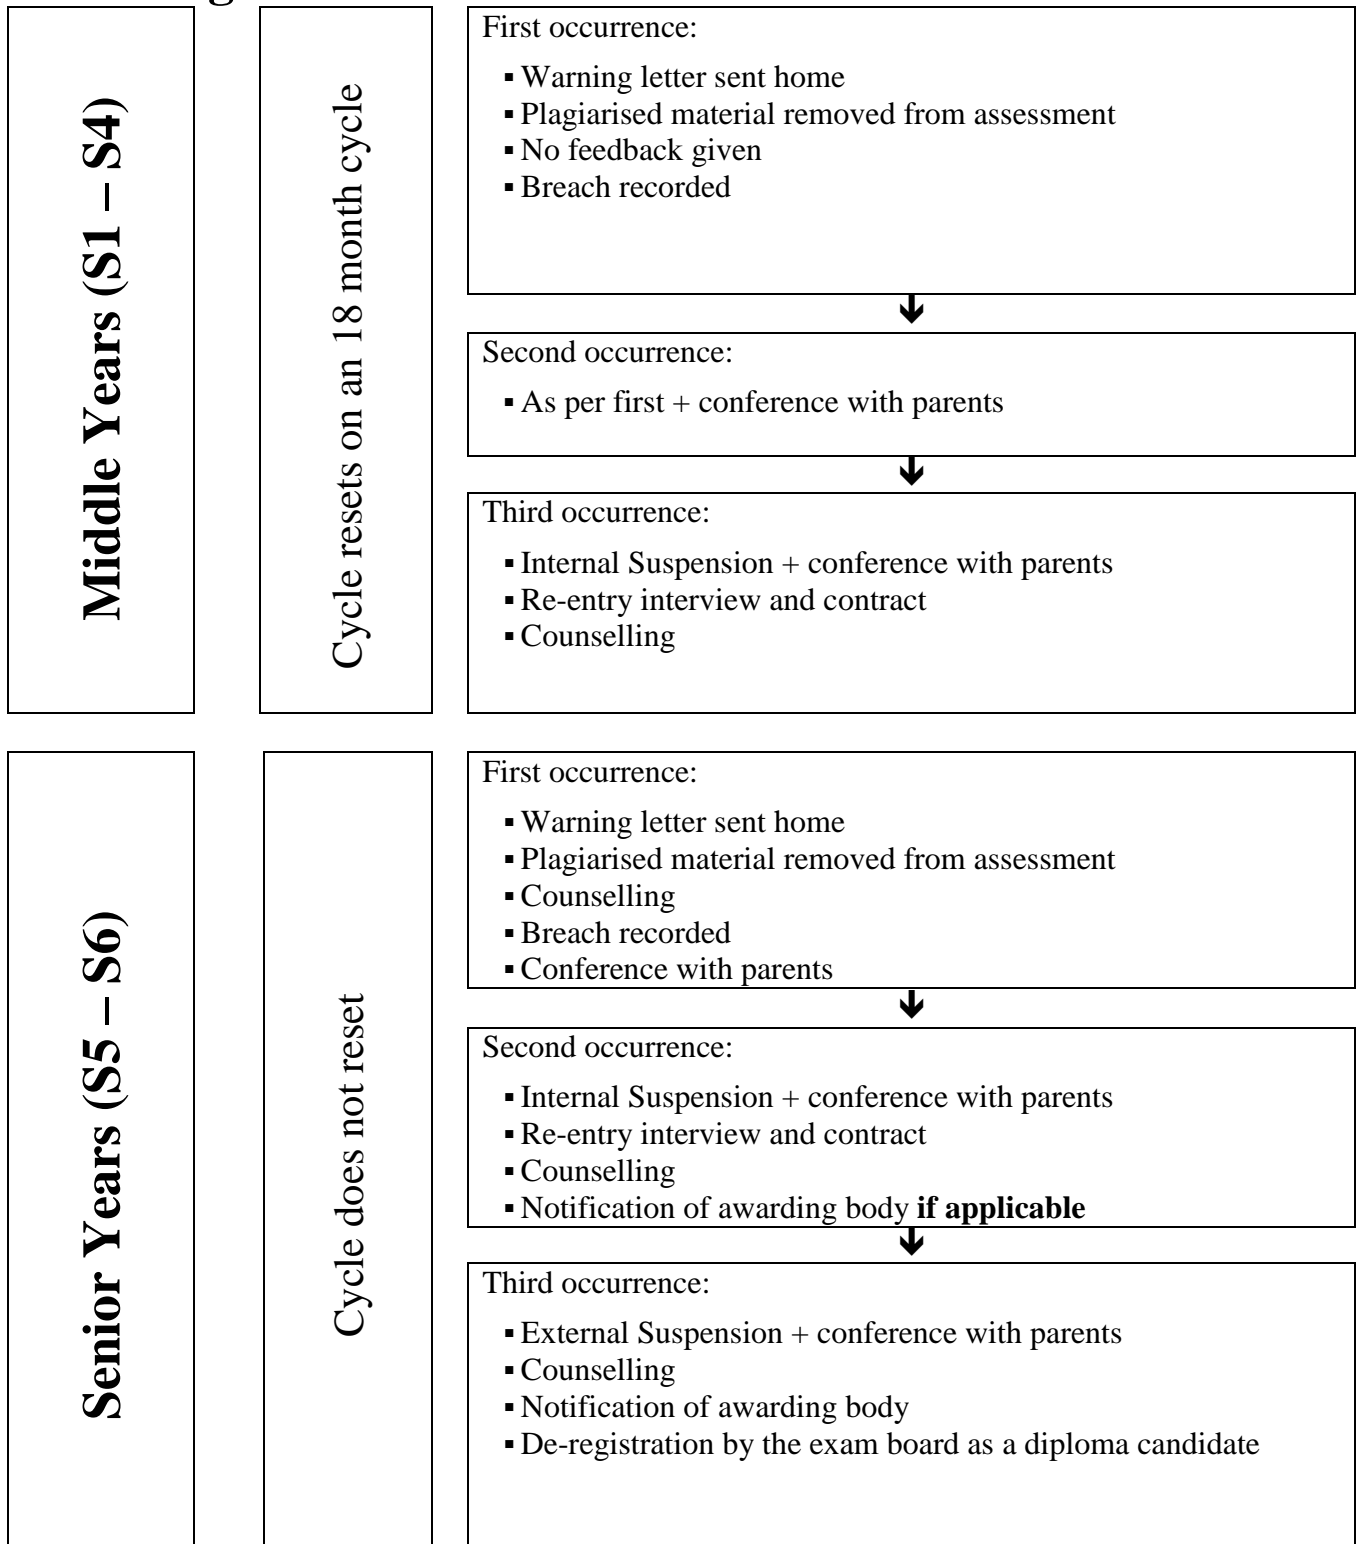 Middle Years (S1 – S4)
Cycle resets on an 18 month cycle
First occurrence:
▪ Warning letter sent home
▪ Plagiarised material removed from assessment
▪ No feedback given
▪ Breach recorded
Second occurrence:
▪ As per first + conference with parents
Third occurrence:
▪ Internal Suspension + conference with parents
▪ Re-entry interview and contract
▪ Counselling
Senior Years (S5 – S6)
Cycle does not reset
First occurrence:
▪ Warning letter sent home
▪ Plagiarised material removed from assessment
▪ Counselling
▪ Breach recorded
▪ Conference with parents
Second occurrence:
▪ Internal Suspension + conference with parents
▪ Re-entry interview and contract
▪ Counselling
▪ Notification of awarding body if applicable
Third occurrence:
▪ External Suspension + conference with parents
▪ Counselling
▪ Notification of awarding body
▪ De-registration by the exam board as a diploma candidate